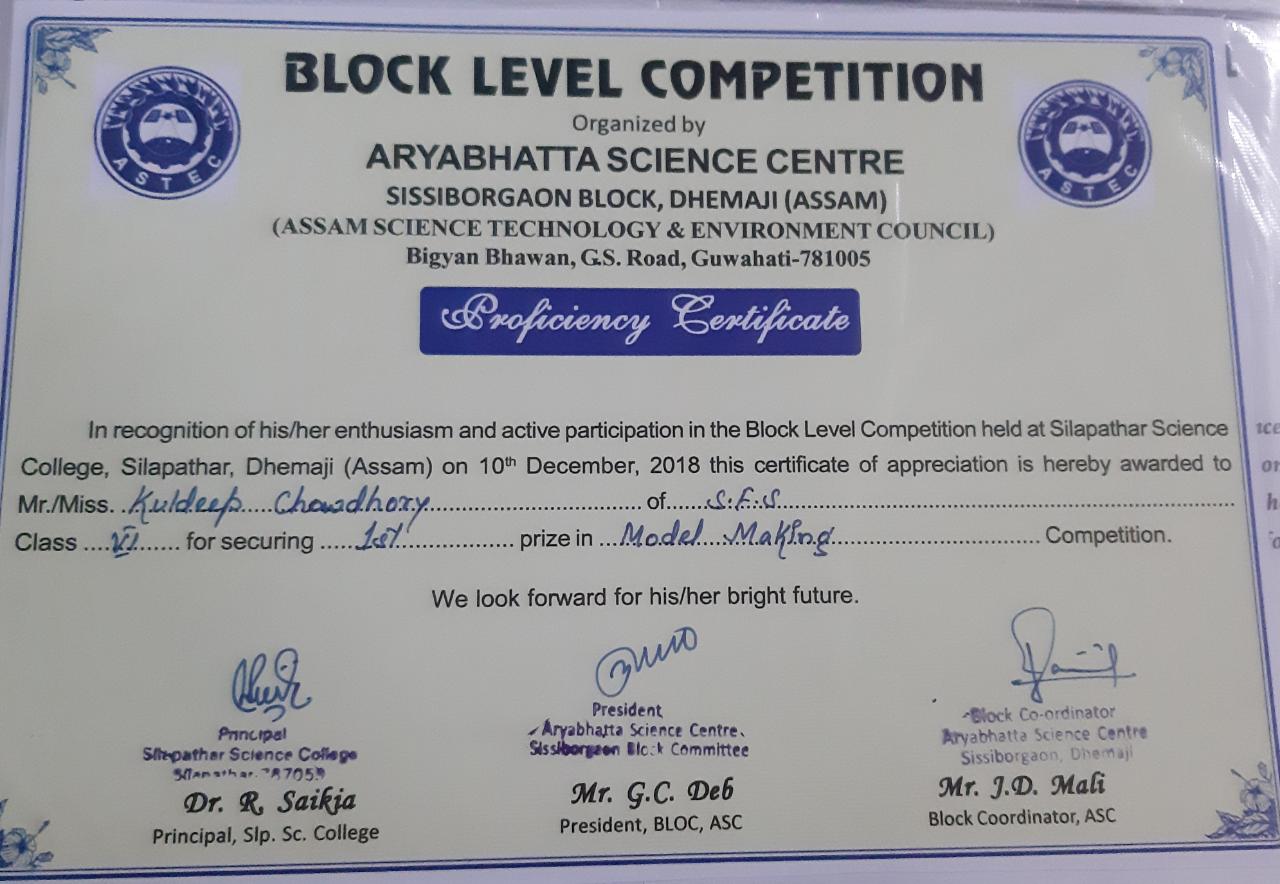 BLOCK LEVEL COMPETITION
Organized by
ARYABHATTA SCIENCE CENTRE
SISSIBORGAON BLOCK, DHEMAJI (ASSAM)
(ASSAM SCIENCE TECHNOLOGY & ENVIRONMENT COUNCIL)
Bigyan Bhawan, G.S. Road, Guwahati-781005
ASTEC
ASTEC
Proficiency Certificate
In recognition of his/her enthusiasm and active participation in the Block Level Competition held at Silapathar Science
College, Silapathar, Dhemaji (Assam) on 10th December, 2018 this certificate of appreciation is hereby awarded to
Mr./Miss. Kuldeep Chowdhory of S.F.S
Class VI for securing 1st prize in Model Making Competition.
We look forward for his/her bright future.
Principal
Silapathar Science College
Dr. R. Saikia
Principal, Slp. Sc. College
President
Aryabhatta Science Centre.
Sissiborgaon Block Committee
Mr. G.C. Deb
President, BLOC, ASC
Block Co-ordinator
Aryabhatta Science Centre
Sissiborgaon, Dhemaji
Mr. J.D. Mali
Block Coordinator, ASC